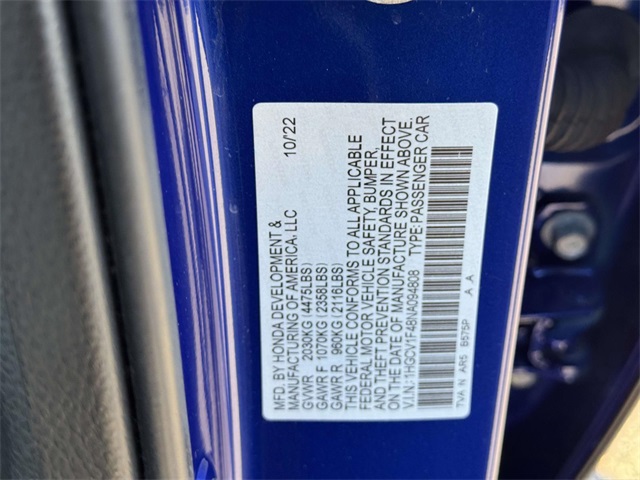 MFD. BY HONDA DEVELOPMENT &
MANUFACTURING OF AMERICA, LLC 10/22
GVWR 2030KG (4475LBS)
GAWR F 1070KG (2358LBS)
GAWR R 960KG (2116LBS)
THIS VEHICLE CONFORMS TO ALL APPLICABLE
FEDERAL MOTOR VEHICLE SAFETY, BUMPER,
AND THEFT PREVENTION STANDARDS IN EFFECT
ON THE DATE OF MANUFACTURE SHOWN ABOVE.
V.I.N.: 1HGCV1F48NA094808 TYPE:PASSENGER CAR
TVA N AR5 B575P A A